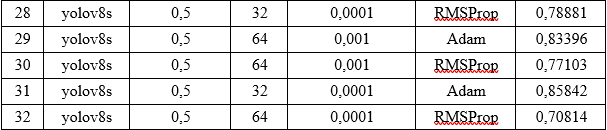 28 yolov8s 0,5 32 0,0001 RMSProp 0,78881
29 yolov8s 0,5 64 0,001 Adam 0,83396
30 yolov8s 0,5 64 0,001 RMSProp 0,77103
31 yolov8s 0,5 32 0,0001 Adam 0,85842
32 yolov8s 0,5 64 0,0001 RMSProp 0,70814